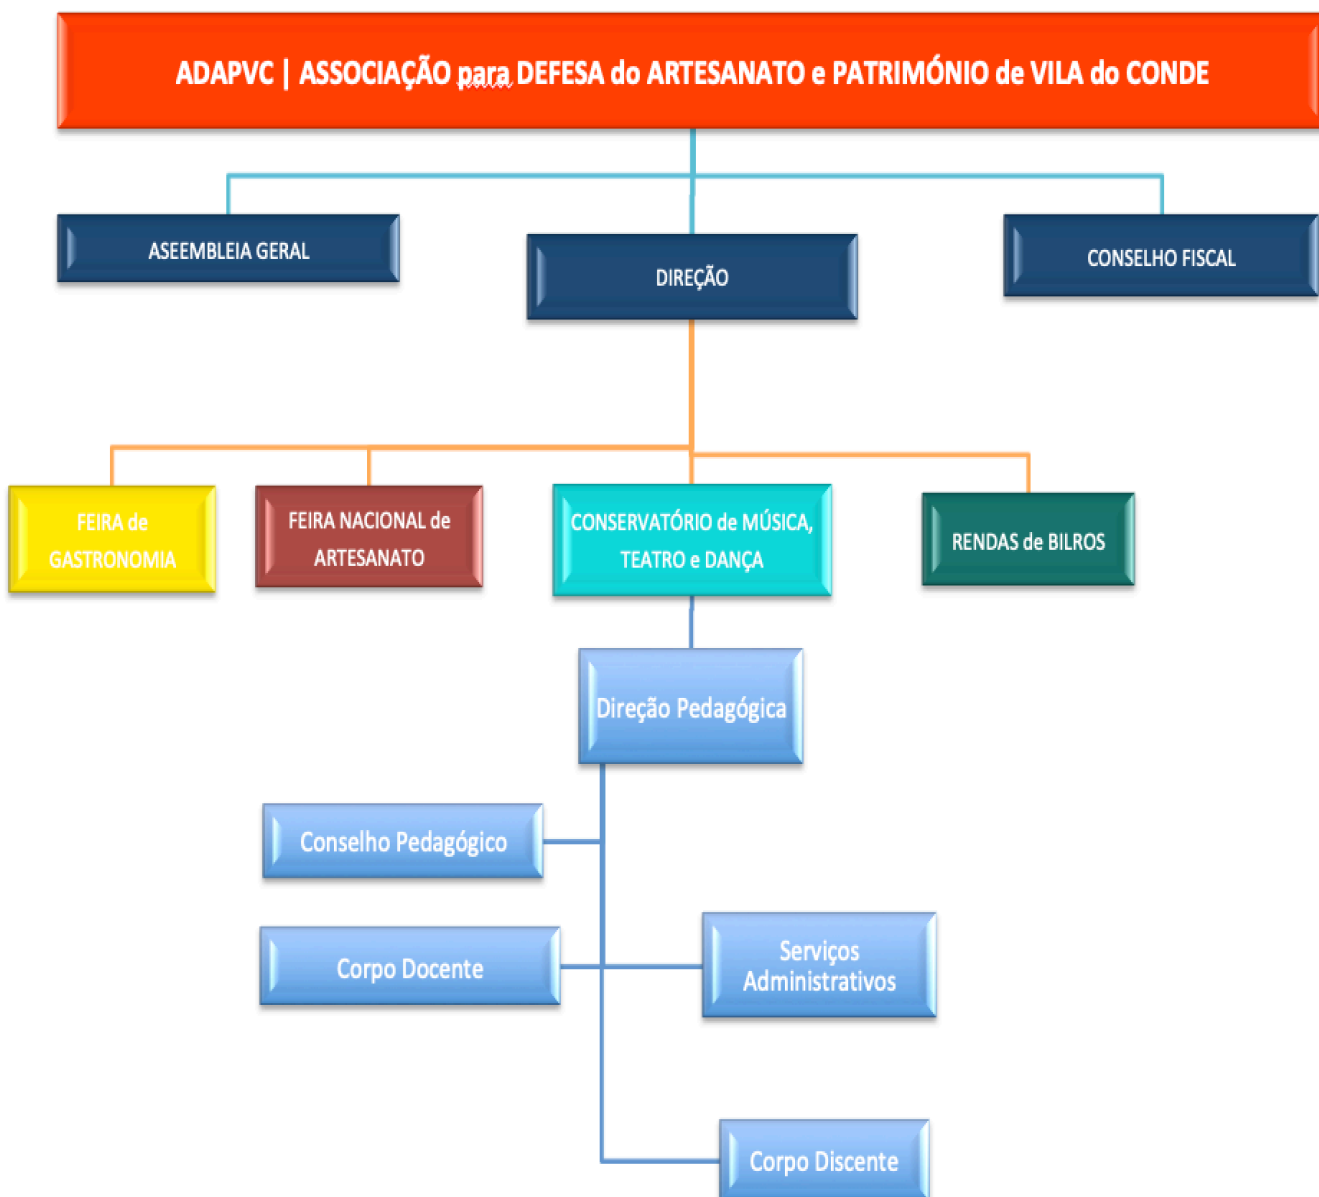 ADAPVC | ASSOCIAÇÃO para DEFESA do ARTESANATO e PATRIMÓNIO de VILA do CONDE
ASEEMBLEIA GERAL
DIREÇÃO
CONSELHO FISCAL
FEIRA de
GASTRONOMIA
FEIRA NACIONAL de
ARTESANATO
CONSERVATÓRIO de MÚSICA,
TEATRO e DANÇA
RENDAS de BILROS
Direção Pedagógica
Conselho Pedagógico
Corpo Docente
Serviços
Administrativos
Corpo Discente